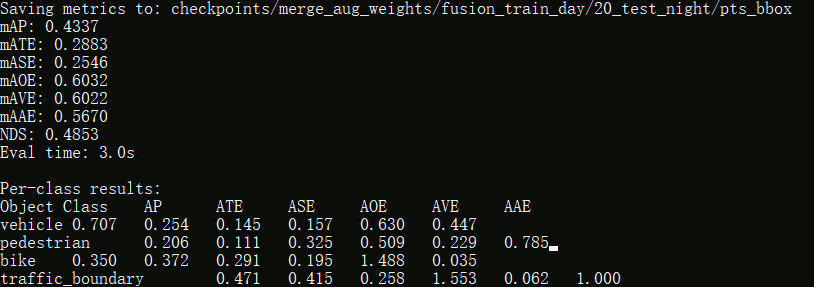 Saving metrics to: checkpoints/merge_aug_weights/fusion_train_day/20_test_night/pts_bbox
mAP: 0.4337
mATE: 0.2883
mASE: 0.2546
mAOE: 0.6032
mAVE: 0.6022
mAAE: 0.5670
NDS: 0.4853
Eval time: 3.0s
Per-class results:
Object Class AP ATE ASE AOE AVE AAE
vehicle 0.707 0.254 0.145 0.157 0.630 0.447
pedestrian 0.206 0.111 0.325 0.509 0.229 0.785
bike 0.350 0.372 0.291 0.195 1.488 0.035
traffic_boundary 0.471 0.415 0.258 1.553 0.062 1.000